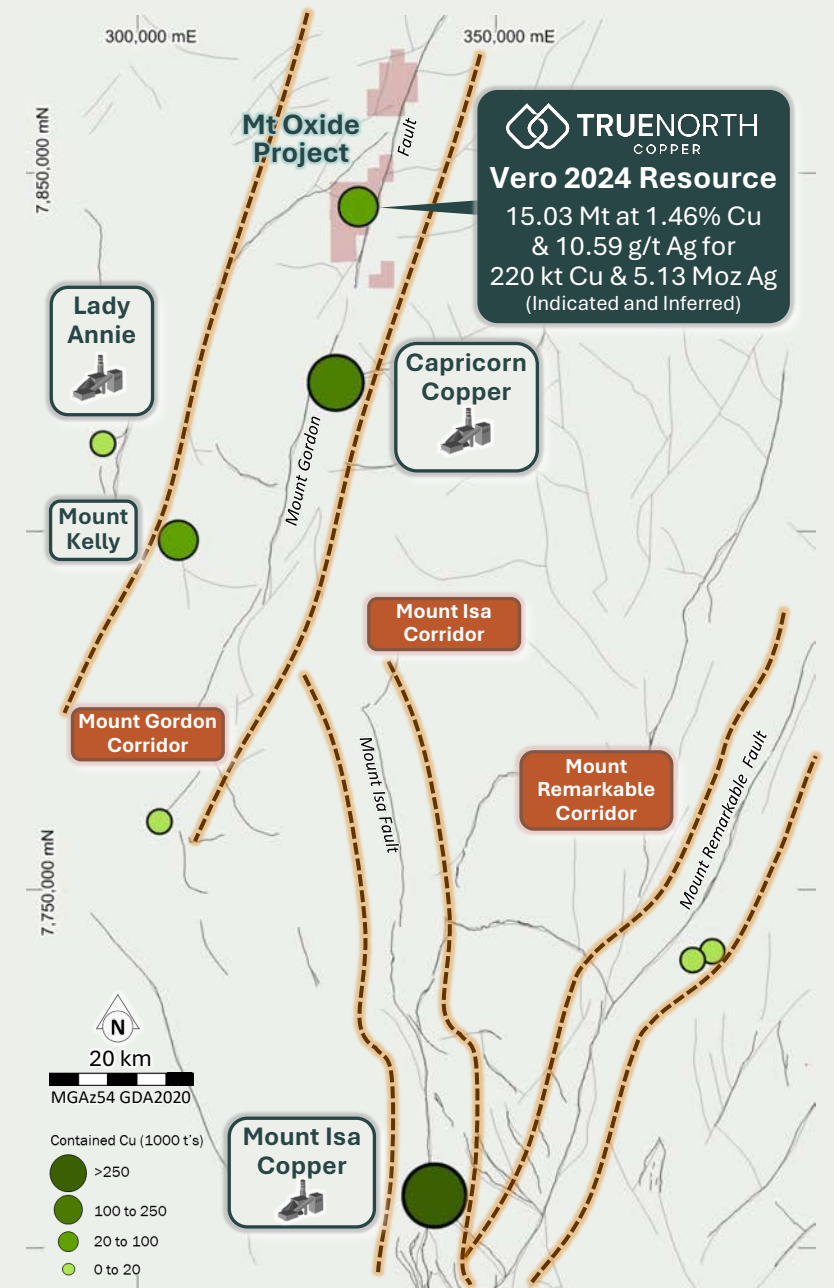 300,000 mE
350,000 mE
7,850,000 mN
Mt Oxide
Project
Fault
TRUENORTH
COPPER
Vero 2024 Resource
15.03 Mt at 1.46% Cu
& 10.59 g/t Ag for
220 kt Cu & 5.13 Moz Ag
(Indicated and Inferred)
Lady
Annie
Capricorn
Copper
Mount Gordon
Mount
Kelly
Mount Isa
Corridor
Mount Gordon
Corridor
Mount Isa Fault
Mount
Remarkable
Corridor
Mount Remarkable Fault
7,750,000 mN
N
20 km
MGAz54 GDA2020
Contained Cu (1000 t's)
>250
100 to 250
20 to 100
0 to 20
Mount Isa
Copper